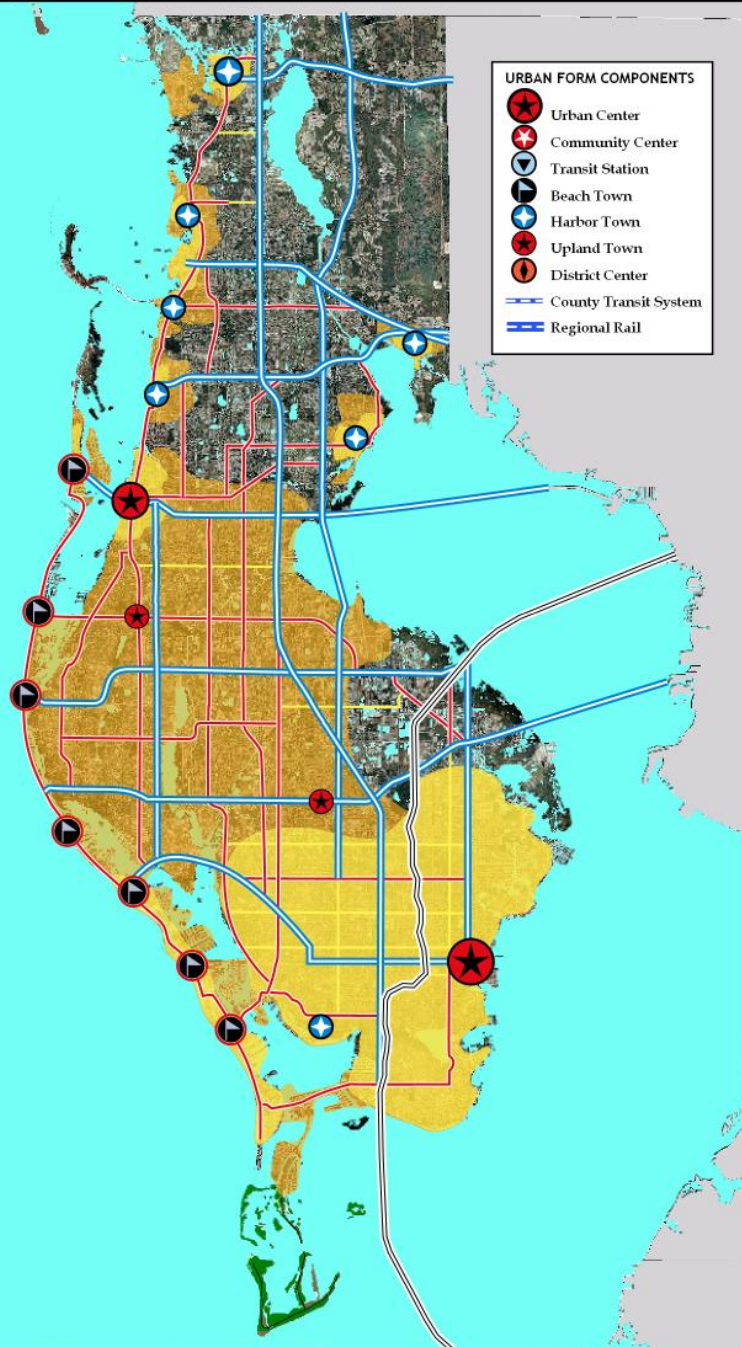 URBAN FORM COMPONENTS
Urban Center
Community Center
Transit Station
Beach Town
Harbor Town
Upland Town
District Center
County Transit System
Regional Rail